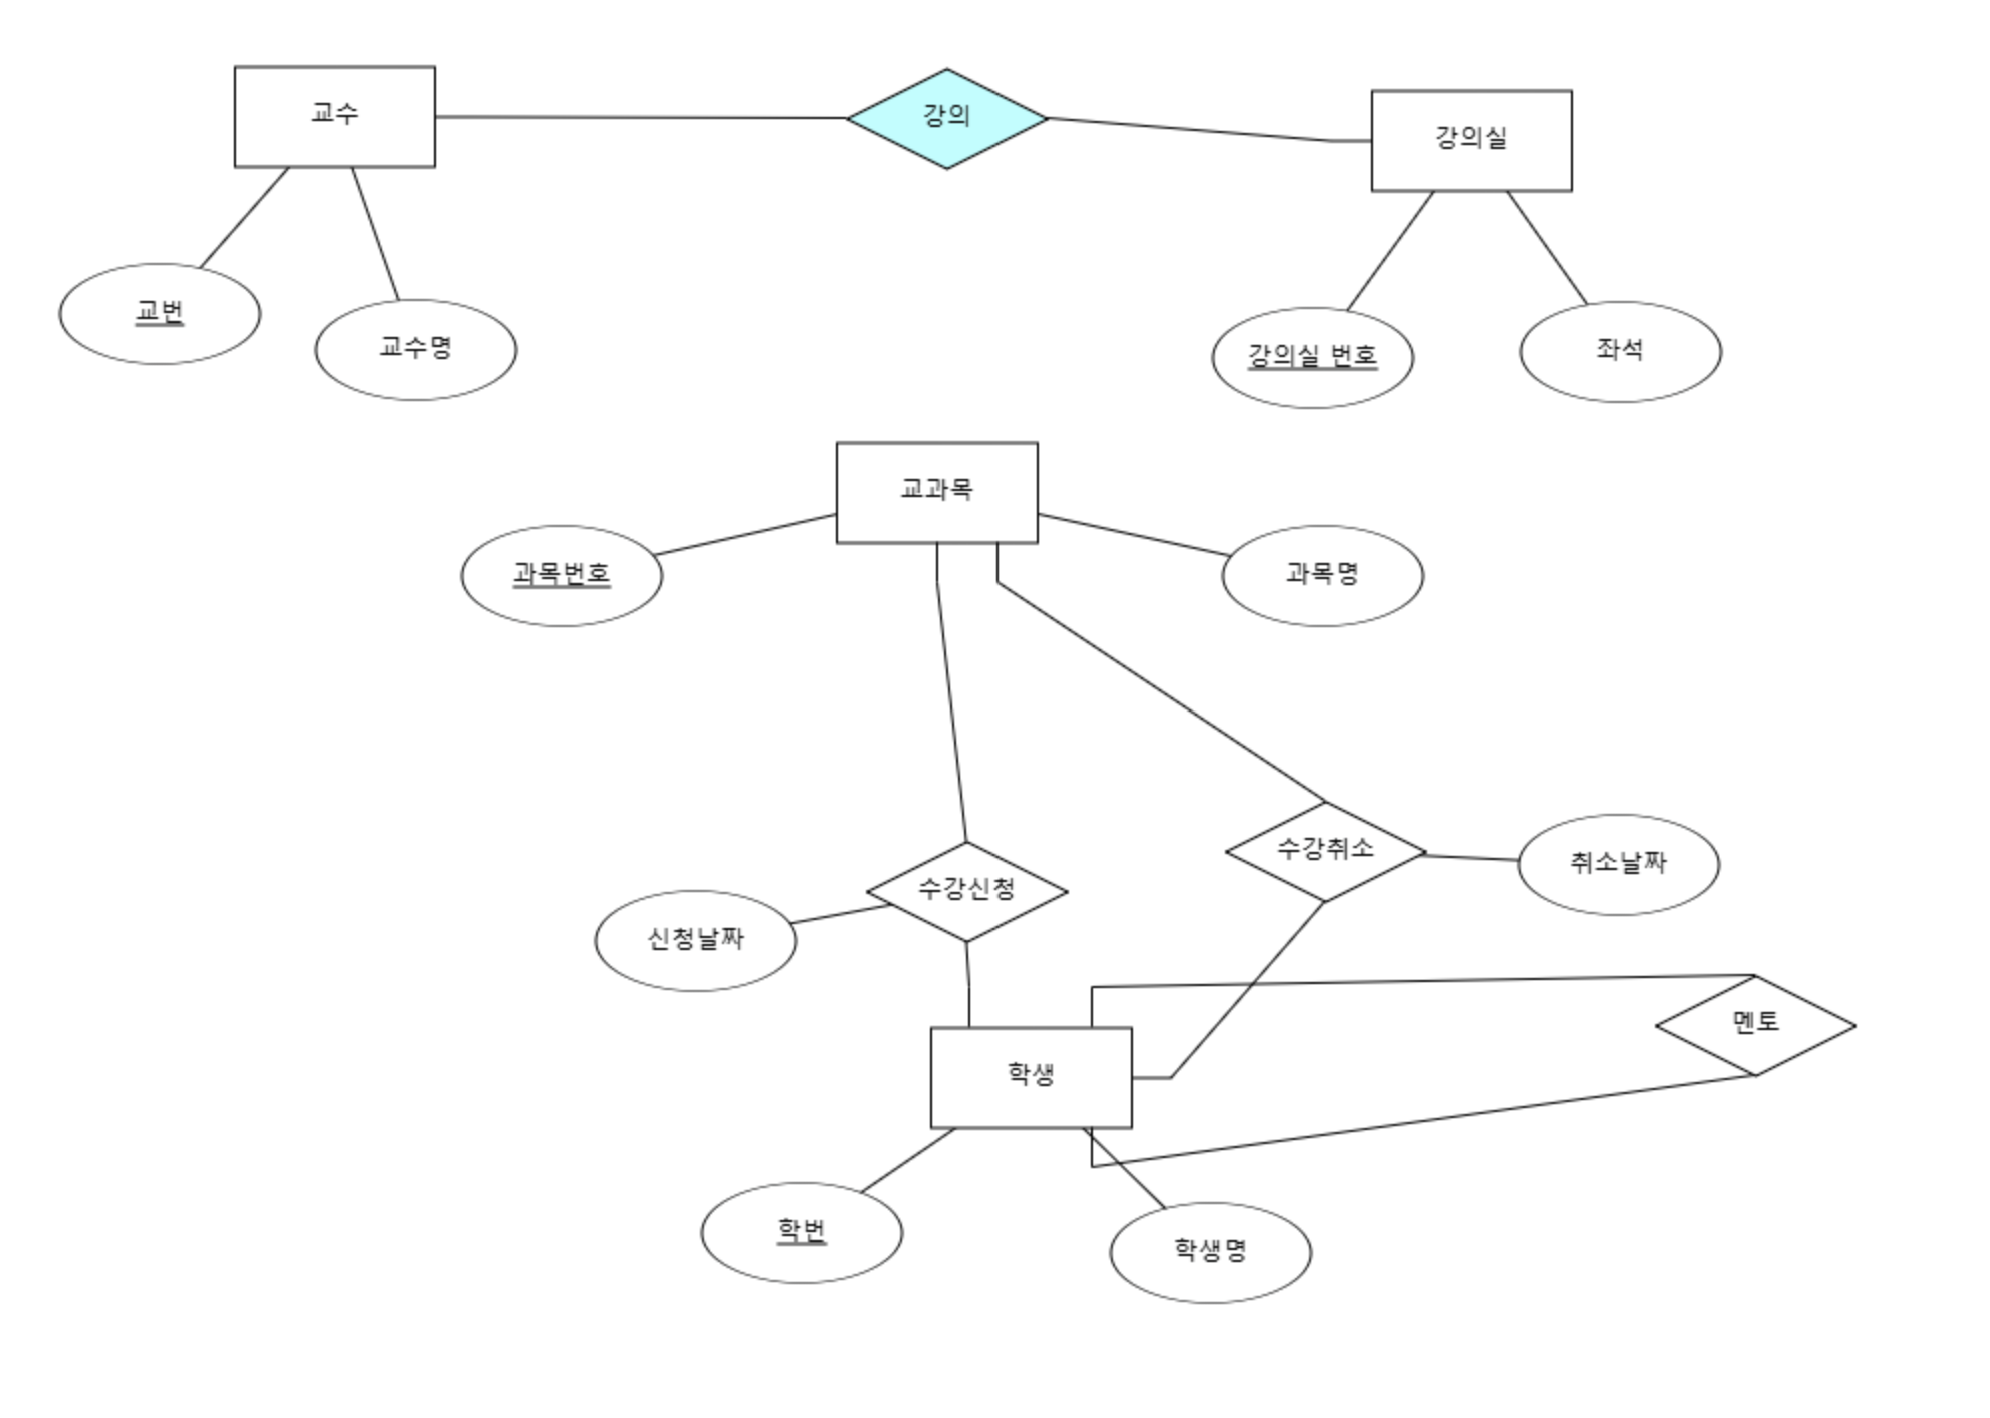 교수
강의
강의실
교번
교수명
강의실 번호
좌석
교과목
과목번호
과목명
수강신청
수강취소
취소날짜
신청날짜
멘토
학생
학번
학생명